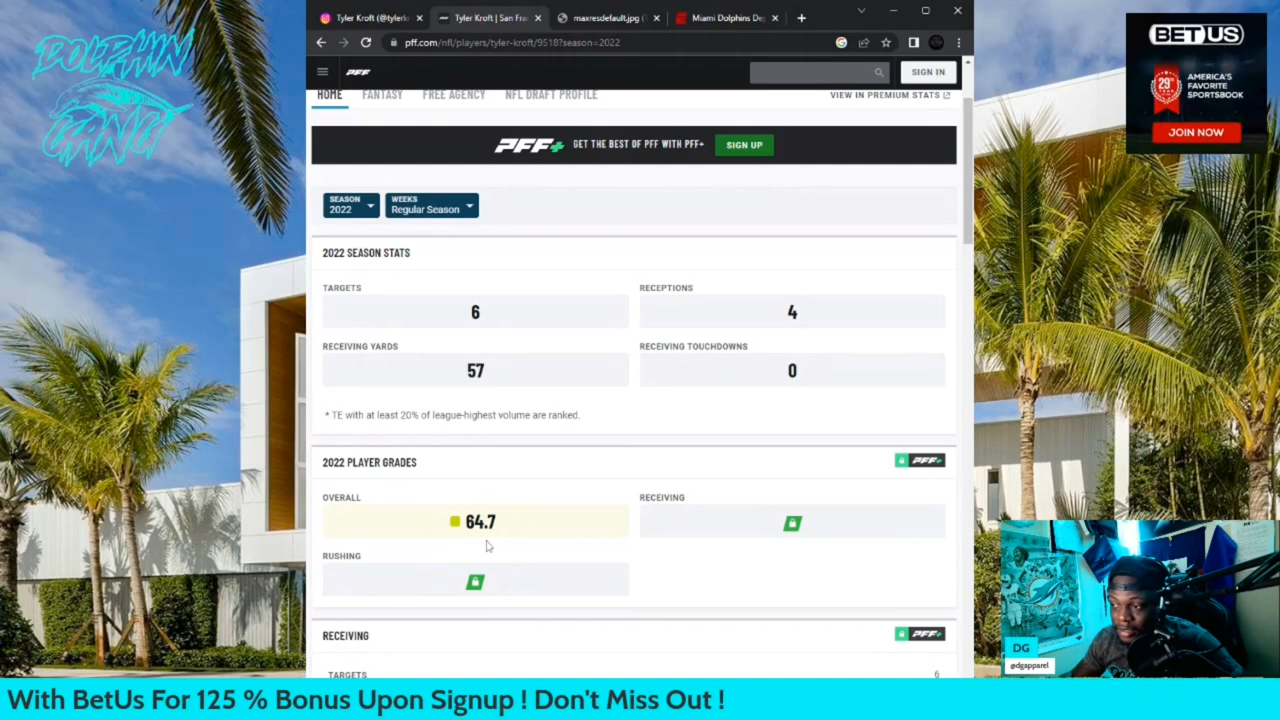 DOLPHIN
GANG
Tyler Kroft (@tylerk
Tyler Kroft | San Fra
maxresdefault.jpg (
Miami Dolphins De
pff.com/nfl/players/tyler-kroft/9518?season=2022
PFF
SIGN IN
HOME
FANTASY
FREE AGENCY
NFL DRAFT PROFILE
VIEW IN PREMIUM STATS
PFF+ GET THE BEST OF PFF WITH PFF+
SIGN UP
SEASON
2022
WEEKS
Regular Season
2022 SEASON STATS
TARGETS
6
RECEPTIONS
4
RECEIVING YARDS
57
RECEIVING TOUCHDOWNS
0
* TE with at least 20% of league-highest volume are ranked.
2022 PLAYER GRADES
PFF+
OVERALL
64.7
RECEIVING
RUSHING
RECEIVING
PFF+
TARGETS
6
BETUS
29
AMERICA'S
FAVORITE
SPORTSBOOK
JOIN NOW
DG
@dgapparel
With BetUs For 125 % Bonus Upon Signup ! Don't Miss Out !